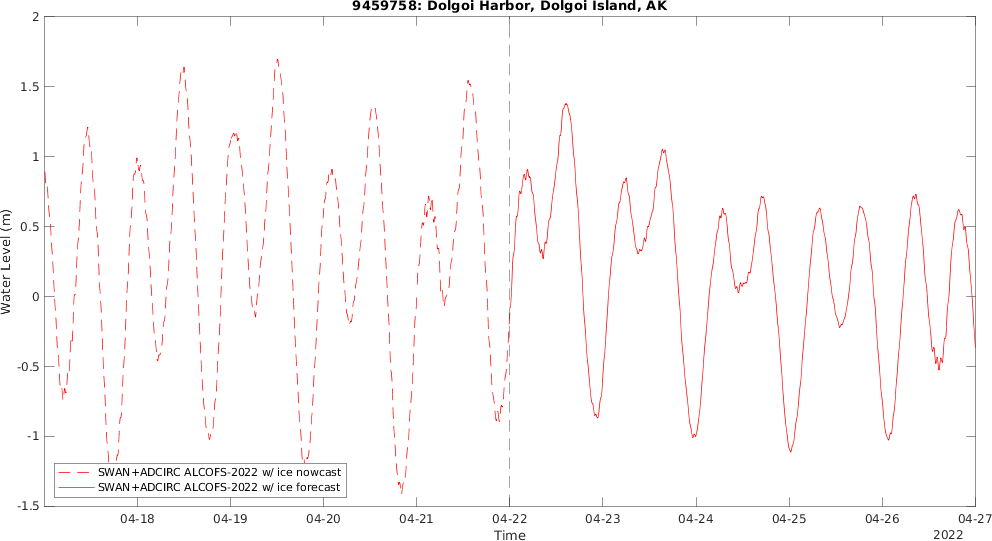 9459758: Dolgoi Harbor, Dolgoi Island, AK
Water Level (m)
2
1.5
1
0.5
0
-0.5
-1
-1.5
SWAN+ADCIRC ALCOFS-2022 w/ ice nowcast
SWAN+ADCIRC ALCOFS-2022 w/ ice forecast
04-18 04-19 04-20 04-21 04-22 04-23 04-24 04-25 04-26 04-27
Time
2022